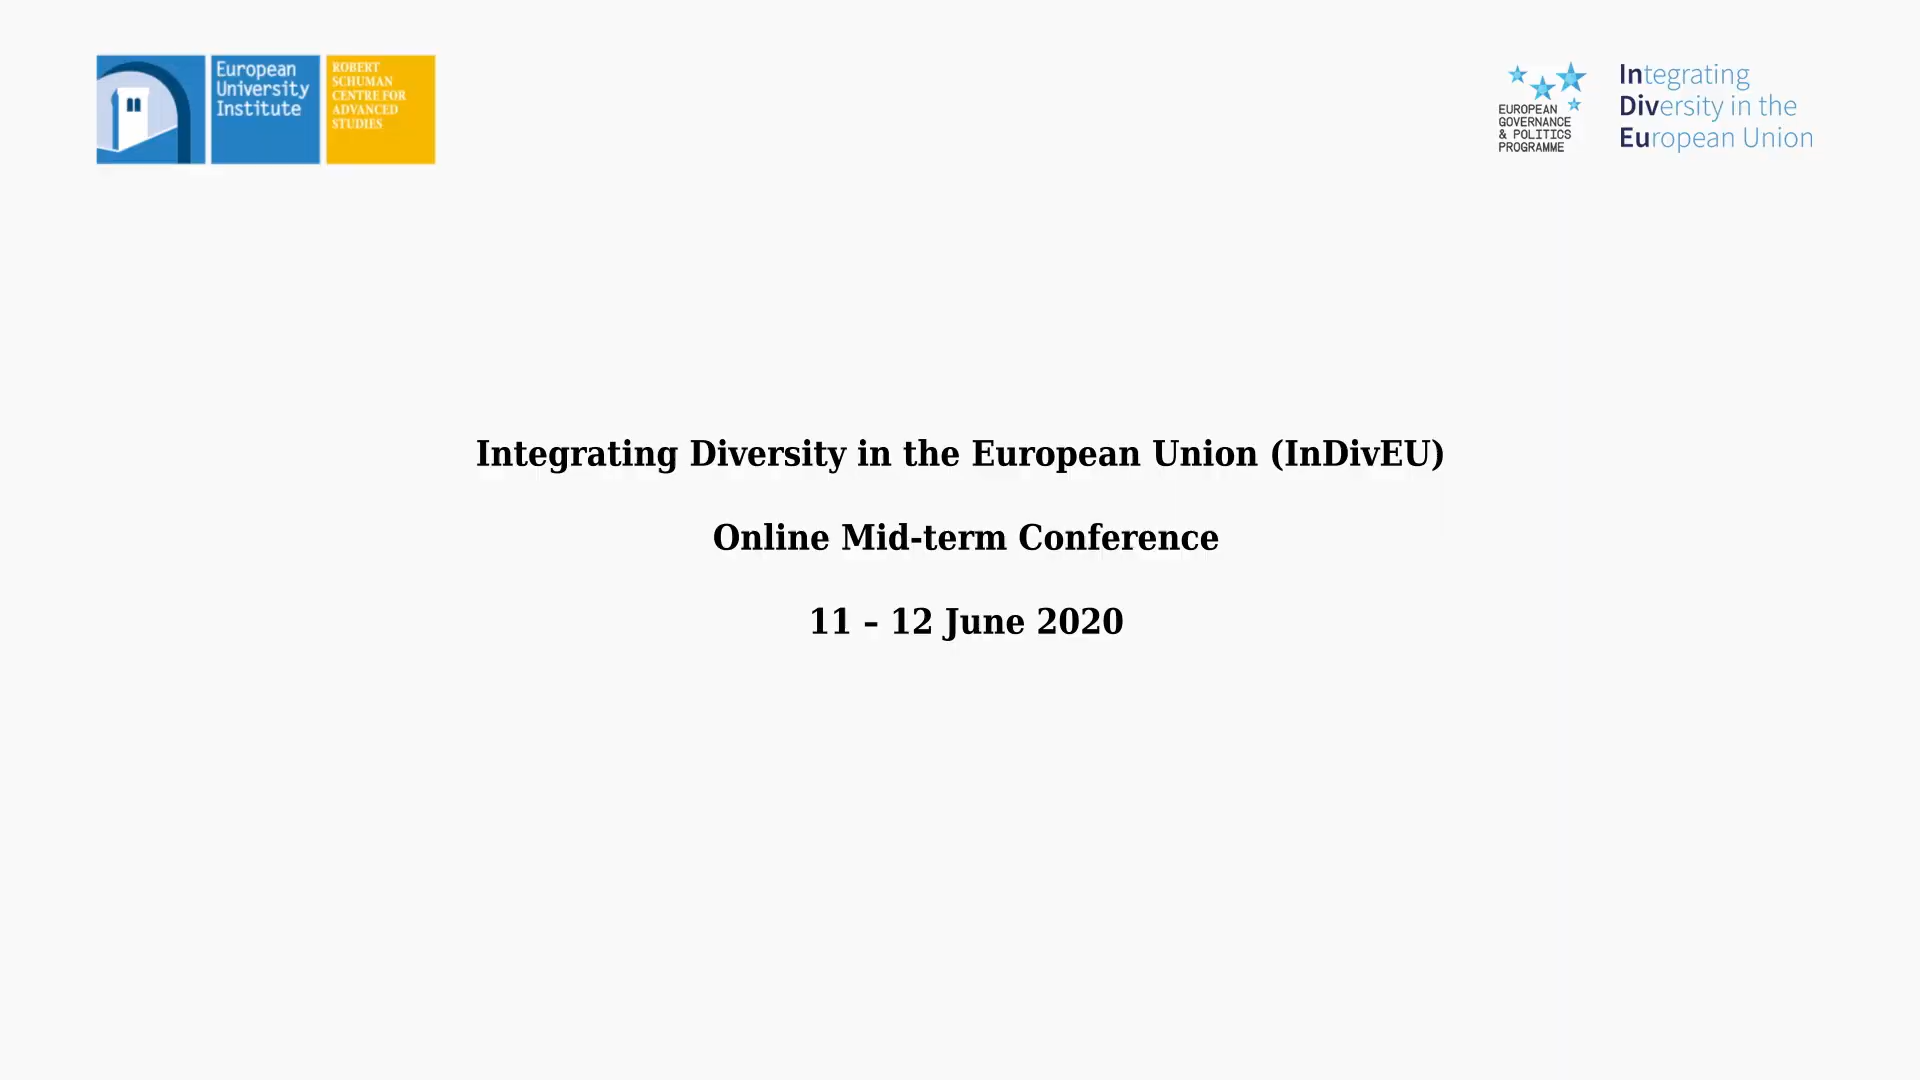 European
University
Institute
ROBERT
SCHUMAN
CENTRE FOR
ADVANCED
STUDIES
EUROPEAN
GOVERNANCE
& POLITICS
PROGRAMME
Integrating
Diversity in the
European Union
Integrating Diversity in the European Union (InDivEU)
Online Mid-term Conference
11 – 12 June 2020